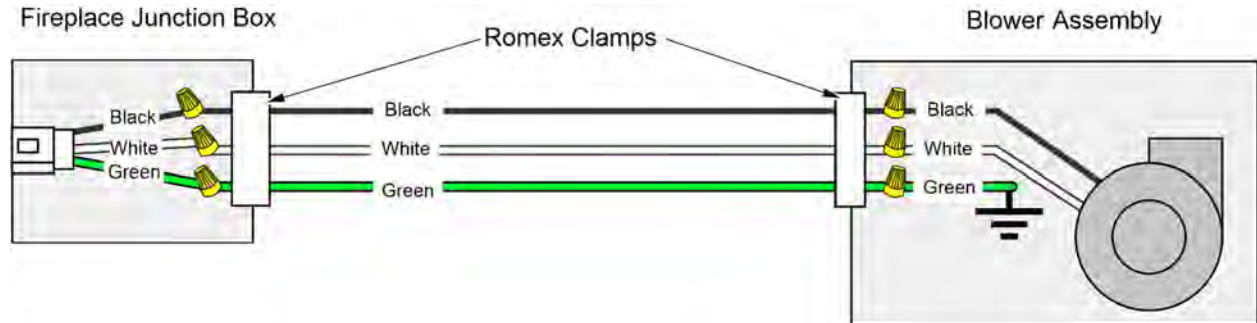 Fireplace Junction Box
Romex Clamps
Blower Assembly
Black
White
Green
Black
White
Green
Black
White
Green